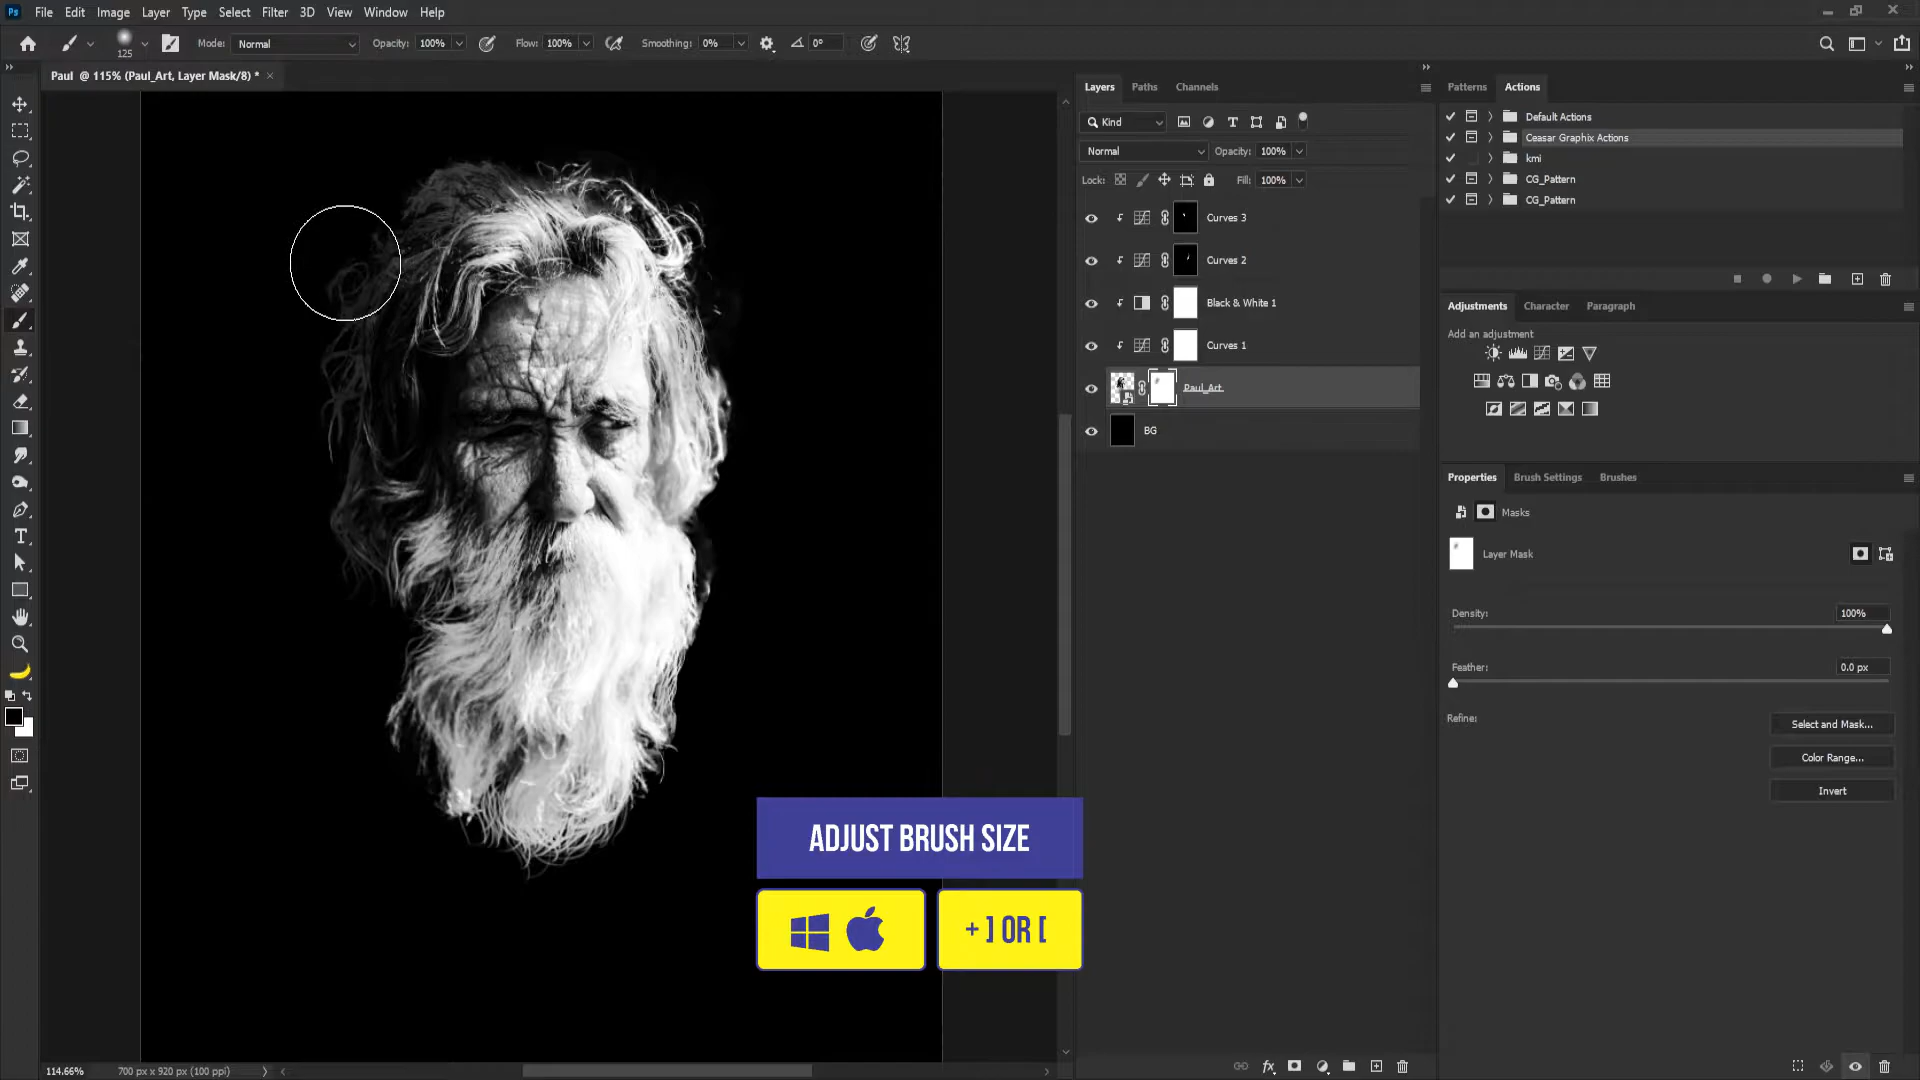 Ps File Edit Image Layer Type Select Filter 3D View Window Help
125 Mode: Normal Opacity: 100% Flow: 100% Smoothing: 0% 0°
Paul @ 115% (Paul_Art, Layer Mask/8) * ×
Layers Paths Channels
Kind
Normal Opacity: 100%
Lock: Fill: 100%
Curves 3
Curves 2
Black & White 1
Curves 1
Paul_Art
BG
Patterns Actions
Default Actions
Ceasar Graphix Actions
kmi
CG_Pattern
CG_Pattern
Adjustments Character Paragraph
Add an adjustment
Properties Brush Settings Brushes
Masks
Layer Mask
Density: 100%
Feather: 0.0 px
Refine: Select and Mask...
Color Range...
Invert
ADJUST BRUSH SIZE
+ ] OR [
114.66% 700 px x 920 px (100 ppi)